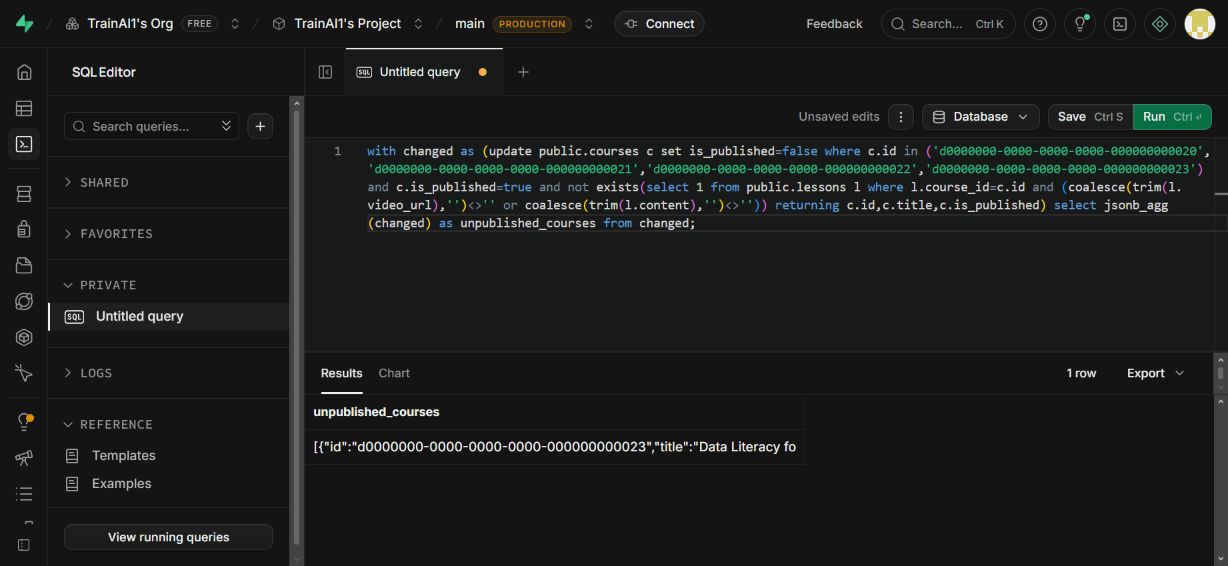 TrainAI1's Org FREE / TrainAI1's Project / main PRODUCTION Connect Feedback Search... Ctrl K
SQL Editor
SQL Untitled query
Search queries...
Unsaved edits Database Save Ctrl S Run Ctrl ↵
SHARED
FAVORITES
PRIVATE
SQL Untitled query
LOGS
REFERENCE
Templates
Examples
View running queries
1 with changed as (update public.courses c set is_published=false where c.id in ('d0000000-0000-0000-0000-000000000020',
'd0000000-0000-0000-0000-000000000021','d0000000-0000-0000-0000-000000000022','d0000000-0000-0000-0000-000000000023')
and c.is_published=true and not exists(select 1 from public.lessons l where l.course_id=c.id and (coalesce(trim(l.
video_url),'')<>'' or coalesce(trim(l.content),'')<>'')) returning c.id,c.title,c.is_published) select jsonb_agg
(changed) as unpublished_courses from changed;
Results Chart 1 row Export
unpublished_courses
[{"id":"d0000000-0000-0000-0000-000000000023","title":"Data Literacy fo